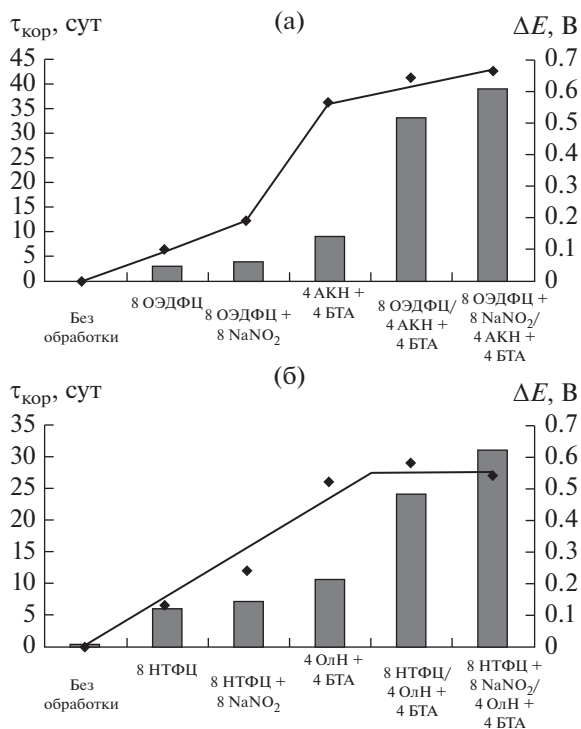 (а)
τкор, сут
ΔE, В
45
40
35
30
25
20
15
10
5
0
0.7
0.6
0.5
0.4
0.3
0.2
0.1
0
Без
обработки
8 ОЭДФЦ
8 ОЭДФЦ +
8 NaNO₂
4 АКН +
4 БТА
8 ОЭДФЦ/
4 АКН +
4 БТА
8 ОЭДФЦ +
8 NaNO₂/
4 АКН +
4 БТА
(б)
τкор, сут
ΔE, В
35
30
25
20
15
10
5
0
0.7
0.6
0.5
0.4
0.3
0.2
0.1
0
Без
обработки
8 НТФЦ
8 НТФЦ +
8 NaNO₂
4 ОлН +
4 БТА
8 НТФЦ/
4 ОлН +
4 БТА
8 НТФЦ +
8 NaNO₂/
4 ОлН +
4 БТА